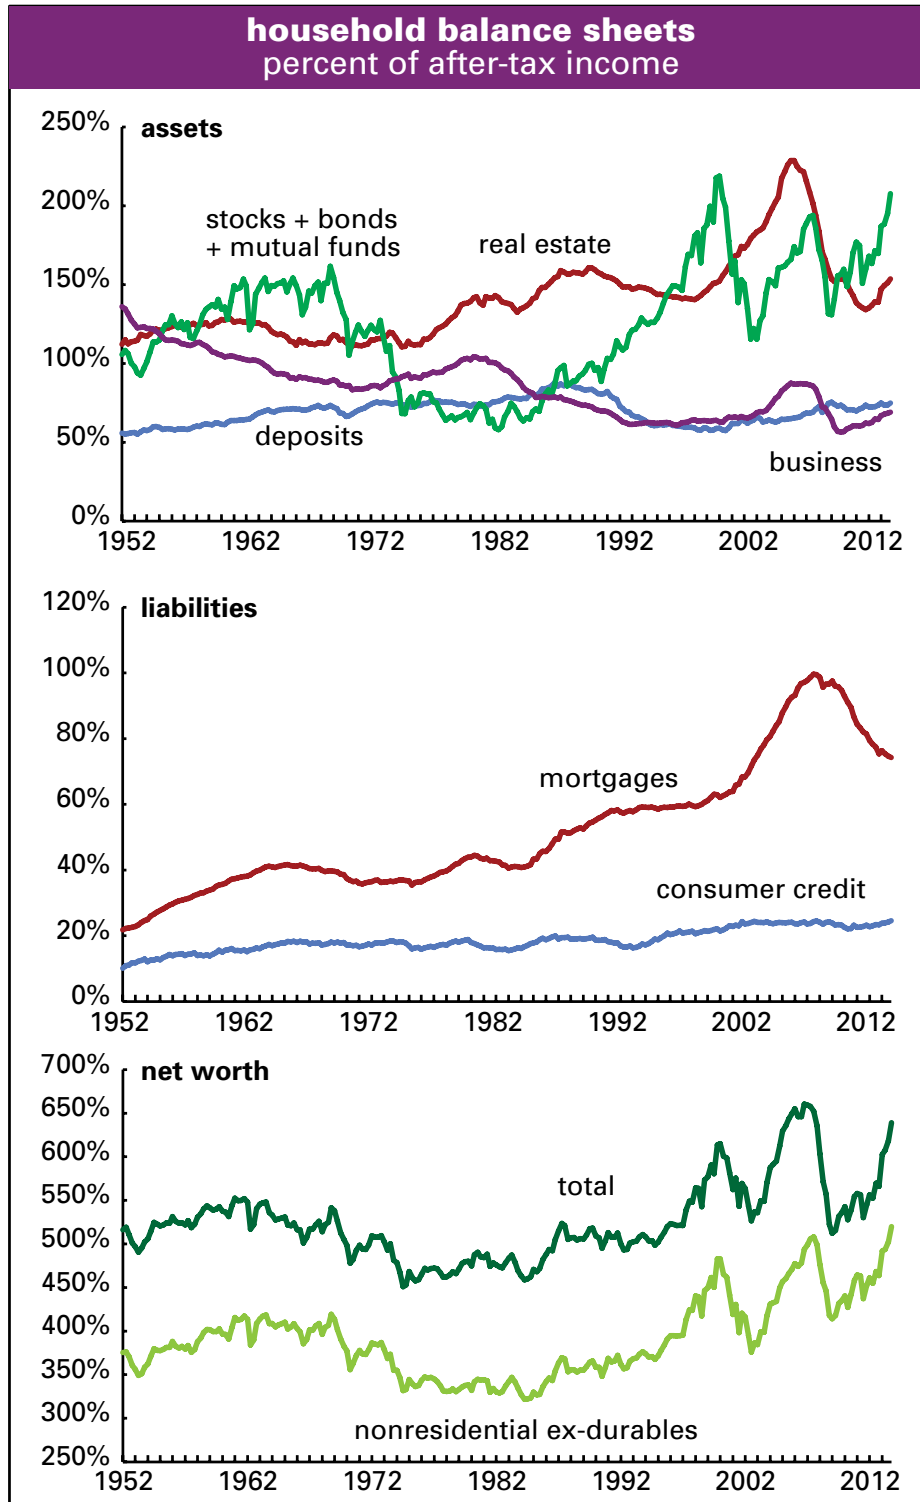 household balance sheets
percent of after-tax income
250%
assets
200%
stocks + bonds
+ mutual funds
real estate
150%
100%
50%
deposits
business
0%
1952 1962 1972 1982 1992 2002 2012
120%
liabilities
100%
80%
mortgages
60%
40%
consumer credit
20%
0%
1952 1962 1972 1982 1992 2002 2012
700%
net worth
650%
600%
total
550%
500%
450%
400%
350%
300%
nonresidential ex-durables
250%
1952 1962 1972 1982 1992 2002 2012